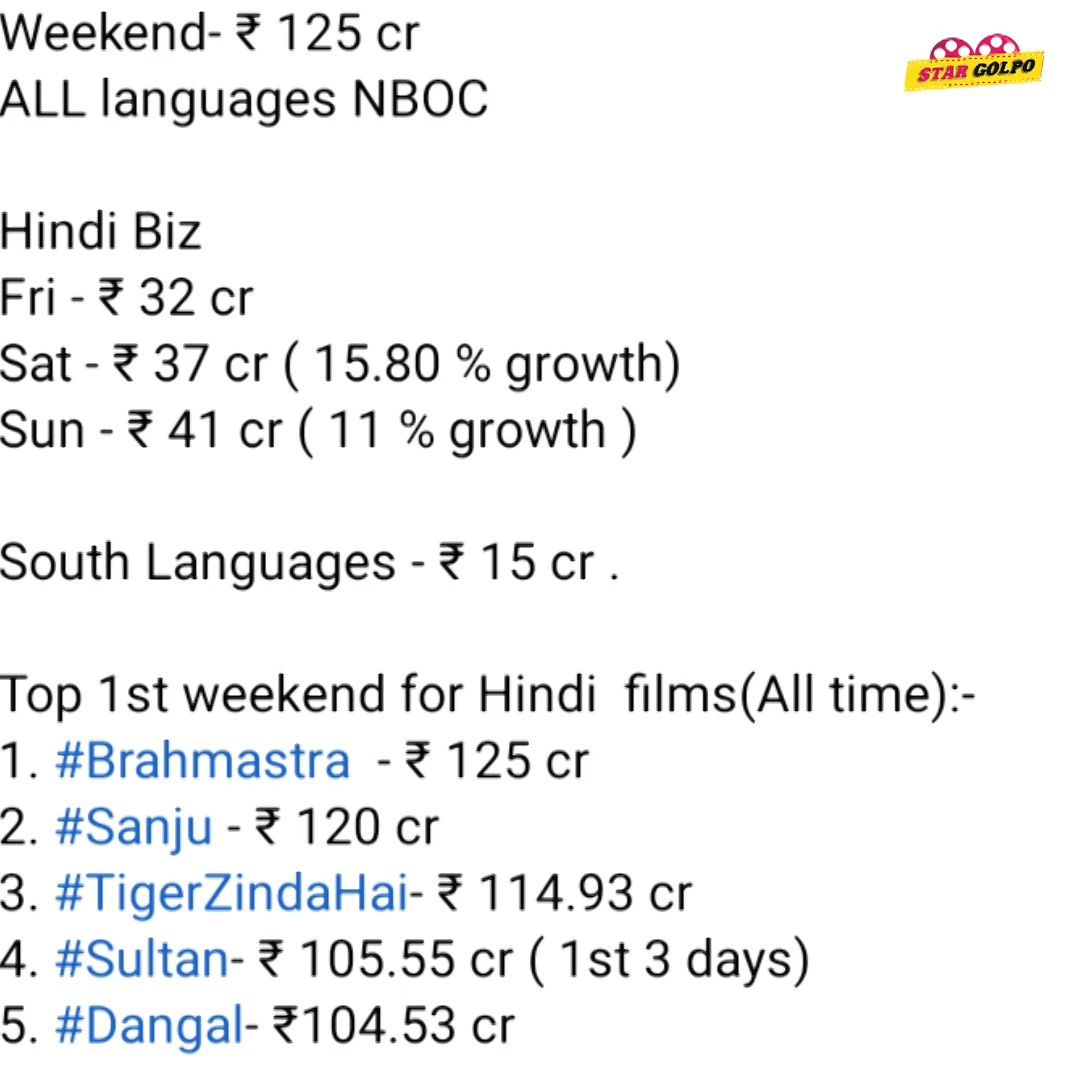 Weekend- ₹ 125 cr
STAR GOLPO
ALL languages NBOC
Hindi Biz
Fri - ₹ 32 cr
Sat - ₹ 37 cr ( 15.80 % growth)
Sun - ₹ 41 cr ( 11 % growth )
South Languages - ₹ 15 cr .
Top 1st weekend for Hindi  films(All time):-
1. #Brahmastra  - ₹ 125 cr
2. #Sanju - ₹ 120 cr
3. #TigerZindaHai- ₹ 114.93 cr
4. #Sultan- ₹ 105.55 cr ( 1st 3 days)
5. #Dangal- ₹104.53 cr